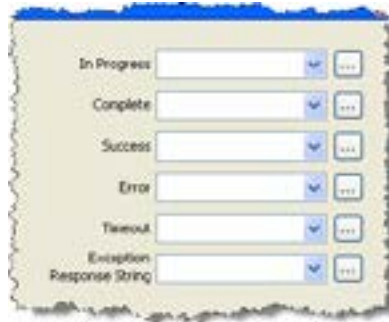 In Progress
...
Complete
...
Success
...
Error
...
Timeout
...
Exception
Response String
...